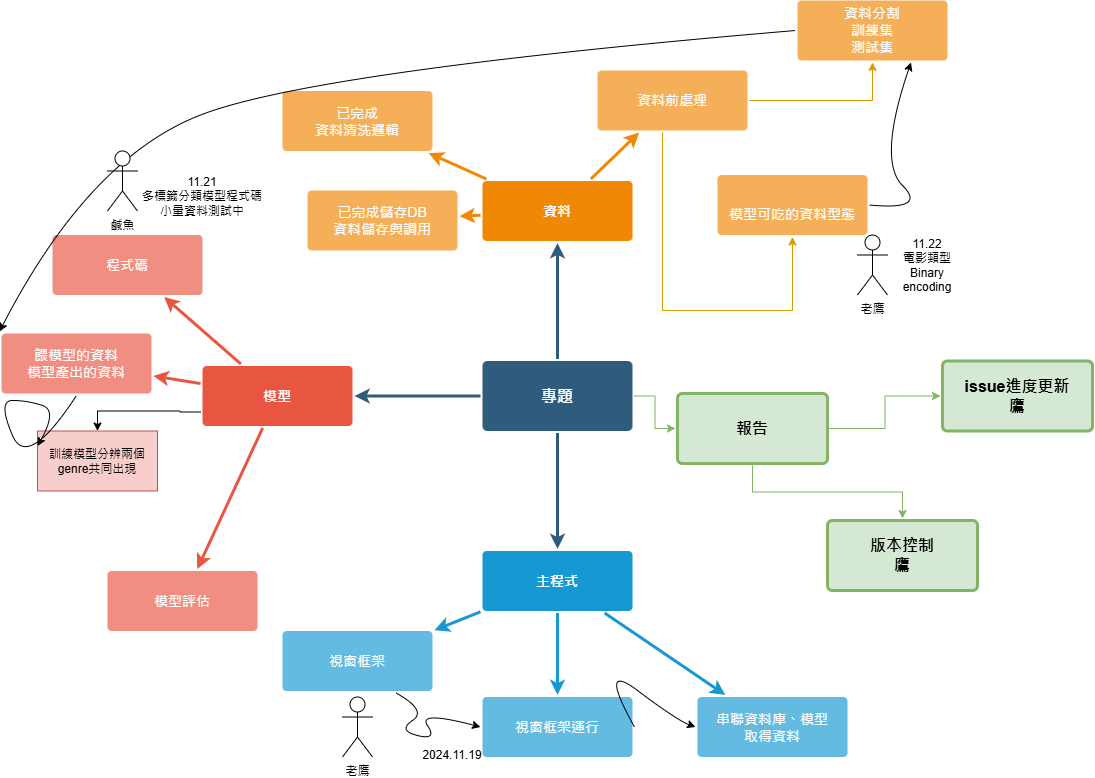 資料分割
訓練集
測試集
資料前處理
已完成
資料清洗邏輯
11.21
多標籤分類模型程式碼
小量資料測試中
鹹魚
已完成儲存DB
資料儲存與調用
資料
模型可吃的資料型態
11.22
電影類型
Binary
encoding
老鷹
程式碼
餵模型的資料
模型產出的資料
模型
專題
issue進度更新
鷹
報告
訓練模型分辨兩個
genre共同出現
版本控制
鷹
模型評估
主程式
視窗框架
視窗框架運行
串聯資料庫、模型
取得資料
2024.11.19
老鷹